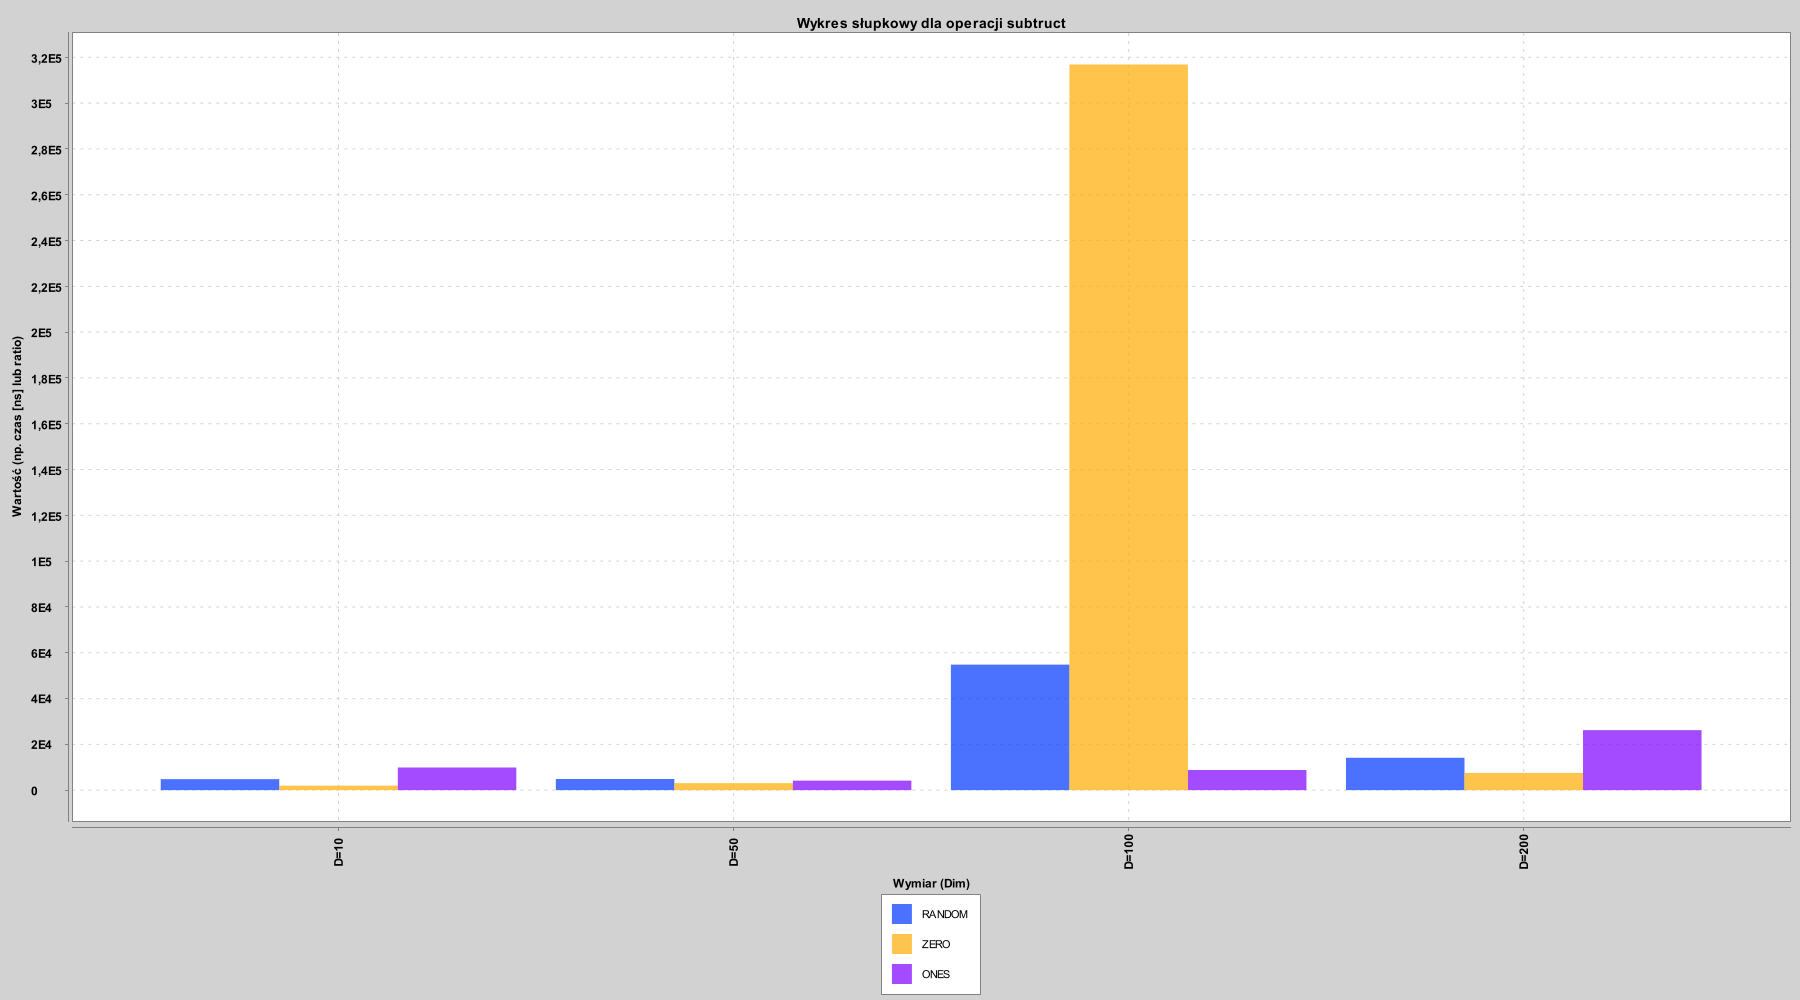 Wykres słupkowy dla operacji subtruct
Wartość (np. czas [ns] lub ratio)
3,2E5
3E5
2,8E5
2,6E5
2,4E5
2,2E5
2E5
1,8E5
1,6E5
1,4E5
1,2E5
1E5
8E4
6E4
4E4
2E4
0
D=10
D=50
D=100
D=200
Wymiar (Dim)
RANDOM
ZERO
ONES